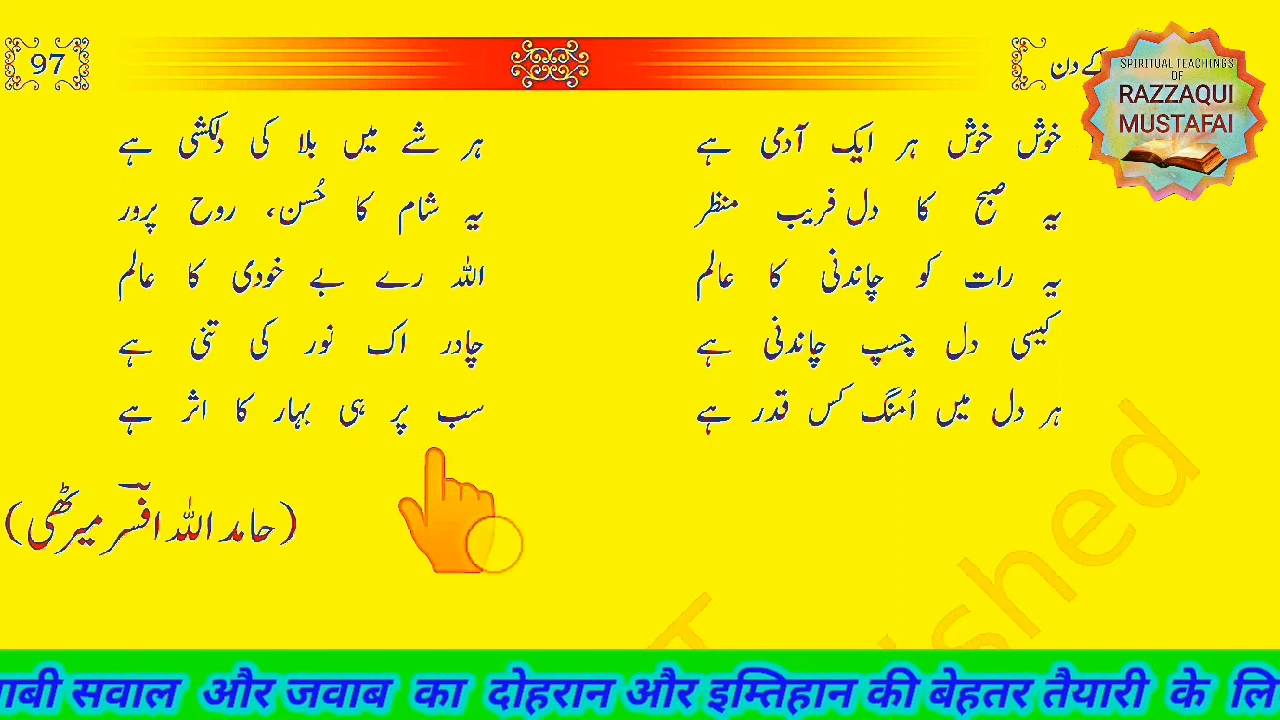 97
کے دن
SPIRITUAL TEACHINGS
OF
RAZZAQUI
MUSTAFAI
خوش خوش ہر ایک آدمی ہے ہر شے میں بلا کی دلکشی ہے
یہ صبح کا دل فریب منظر یہ شام کا حُسن، روح پرور
یہ رات کو چاندنی کا عالم اللہ رے بے خودی کا عالم
کیسی دل چسپ چاندنی ہے چادر اک نور کی تنی ہے
ہر دل میں اُمنگ کس قدر ہے سب پر ہی بہار کا اثر ہے
(حامد اللہ افسؔر میرٹھی)
shed
सवाल और जवाब का दोहरान और इम्तिहान की बेहतर तैयारी के